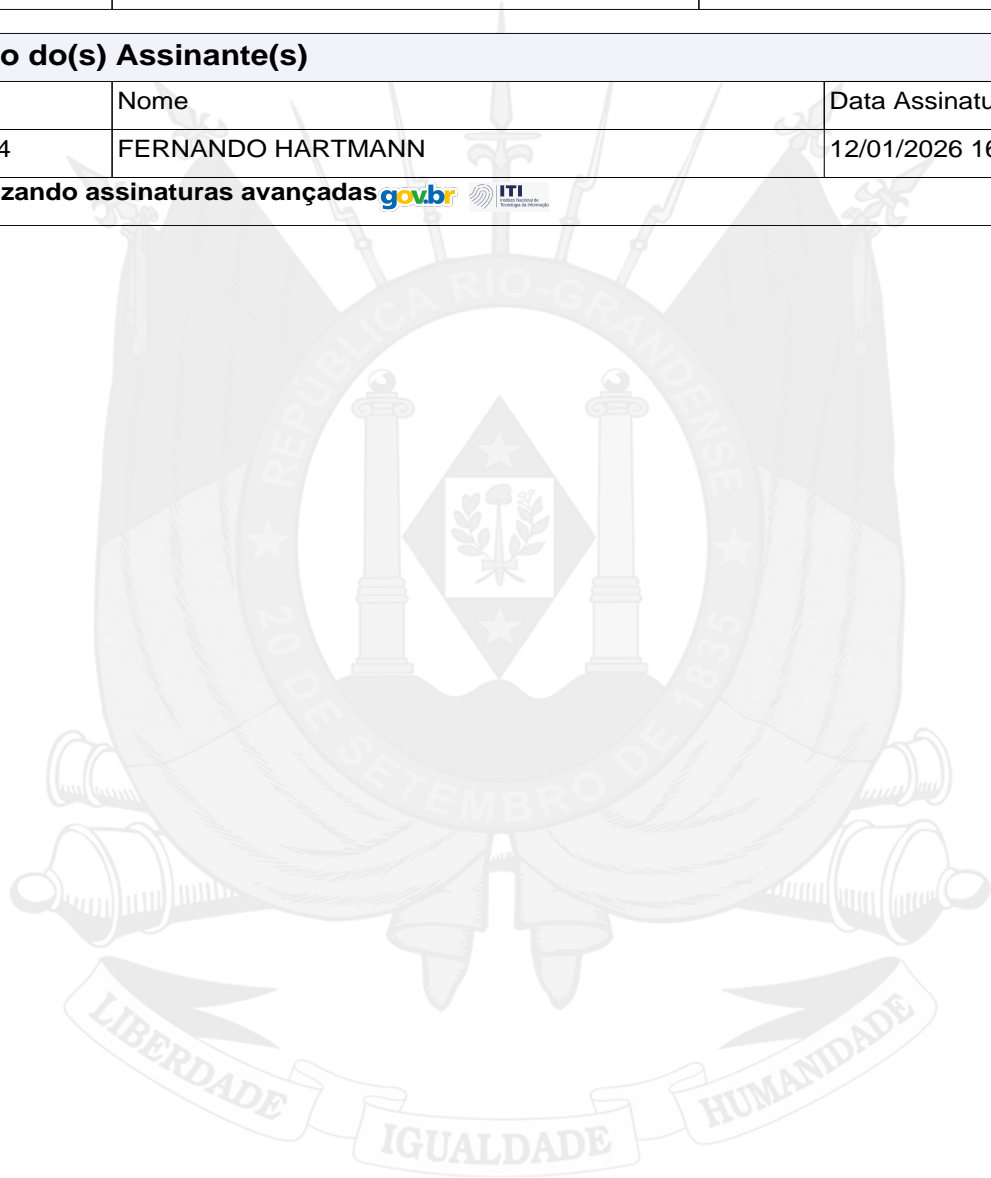 o do(s) Assinante(s)
Nome
Data Assinatu
4
FERNANDO HARTMANN
12/01/2026 16
zando assinaturas avançadas gov.br ITI
REPÚBLICA RIO-GRANDENSE
20 DE SETEMBRO DE 1835
LIBERDADE
IGUALDADE
HUMANIDADE